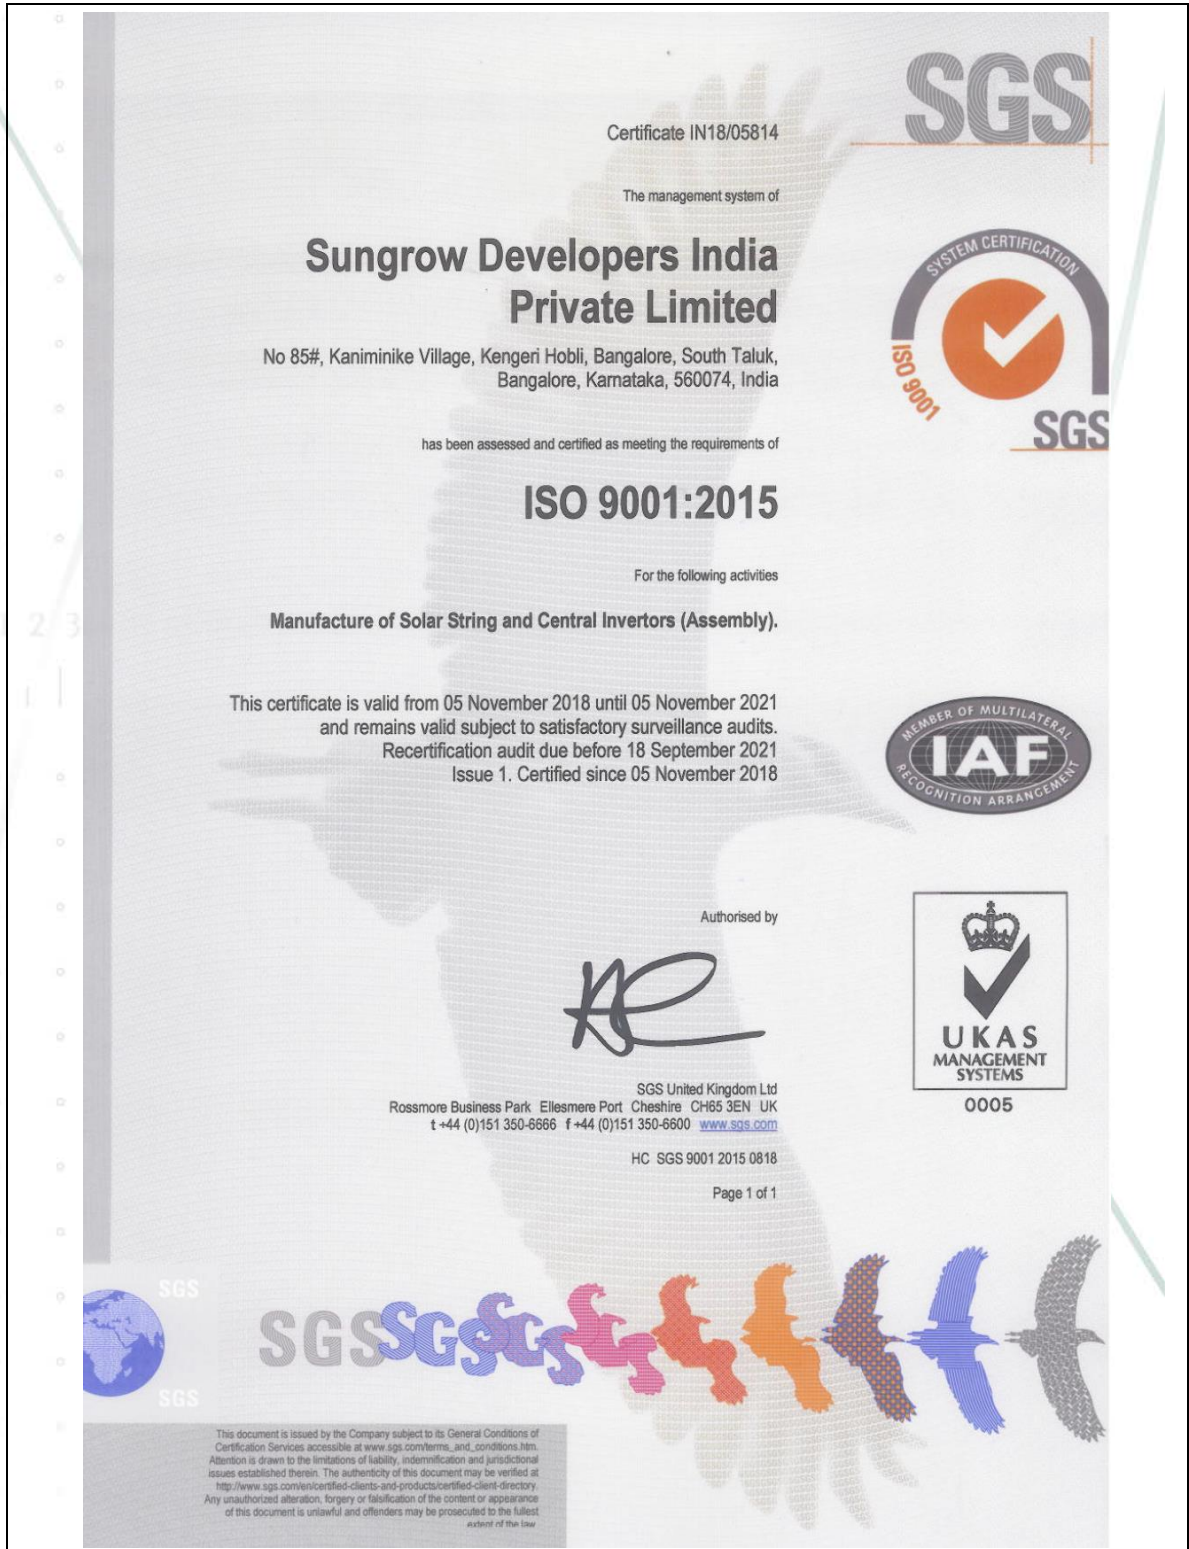 SGS
Certificate IN18/05814
The management system of
Sungrow Developers India
Private Limited
No 85#, Kaniminike Village, Kengeri Hobli, Bangalore, South Taluk,
Bangalore, Karnataka, 560074, India
SYSTEM CERTIFICATION
ISO 9001
SGS
has been assessed and certified as meeting the requirements of
ISO 9001:2015
For the following activities
Manufacture of Solar String and Central Invertors (Assembly).
1 2 3
This certificate is valid from 05 November 2018 until 05 November 2021
and remains valid subject to satisfactory surveillance audits.
Recertification audit due before 18 September 2021
Issue 1. Certified since 05 November 2018
MEMBER OF MULTILATERAL
IAF
RECOGNITION ARRANGEMENT
Authorised by
UKAS
MANAGEMENT
SYSTEMS
0005
SGS United Kingdom Ltd
Rossmore Business Park Ellesmere Port Cheshire CH65 3EN UK
t +44 (0)151 350-6666 f +44 (0)151 350-6600 www.sgs.com
HC SGS 9001 2015 0818
Page 1 of 1
SGS
SGS SGS SGS
SGS
This document is issued by the Company subject to its General Conditions of
Certification Services accessible at www.sgs.com/terms_and_conditions.htm.
Attention is drawn to the limitations of liability, indemnification and jurisdictional
issues established therein. The authenticity of this document may be verified at
http://www.sgs.com/en/certified-clients-and-products/certified-client-directory.
Any unauthorized alteration, forgery or falsification of the content or appearance
of this document is unlawful and offenders may be prosecuted to the fullest
extent of the law.